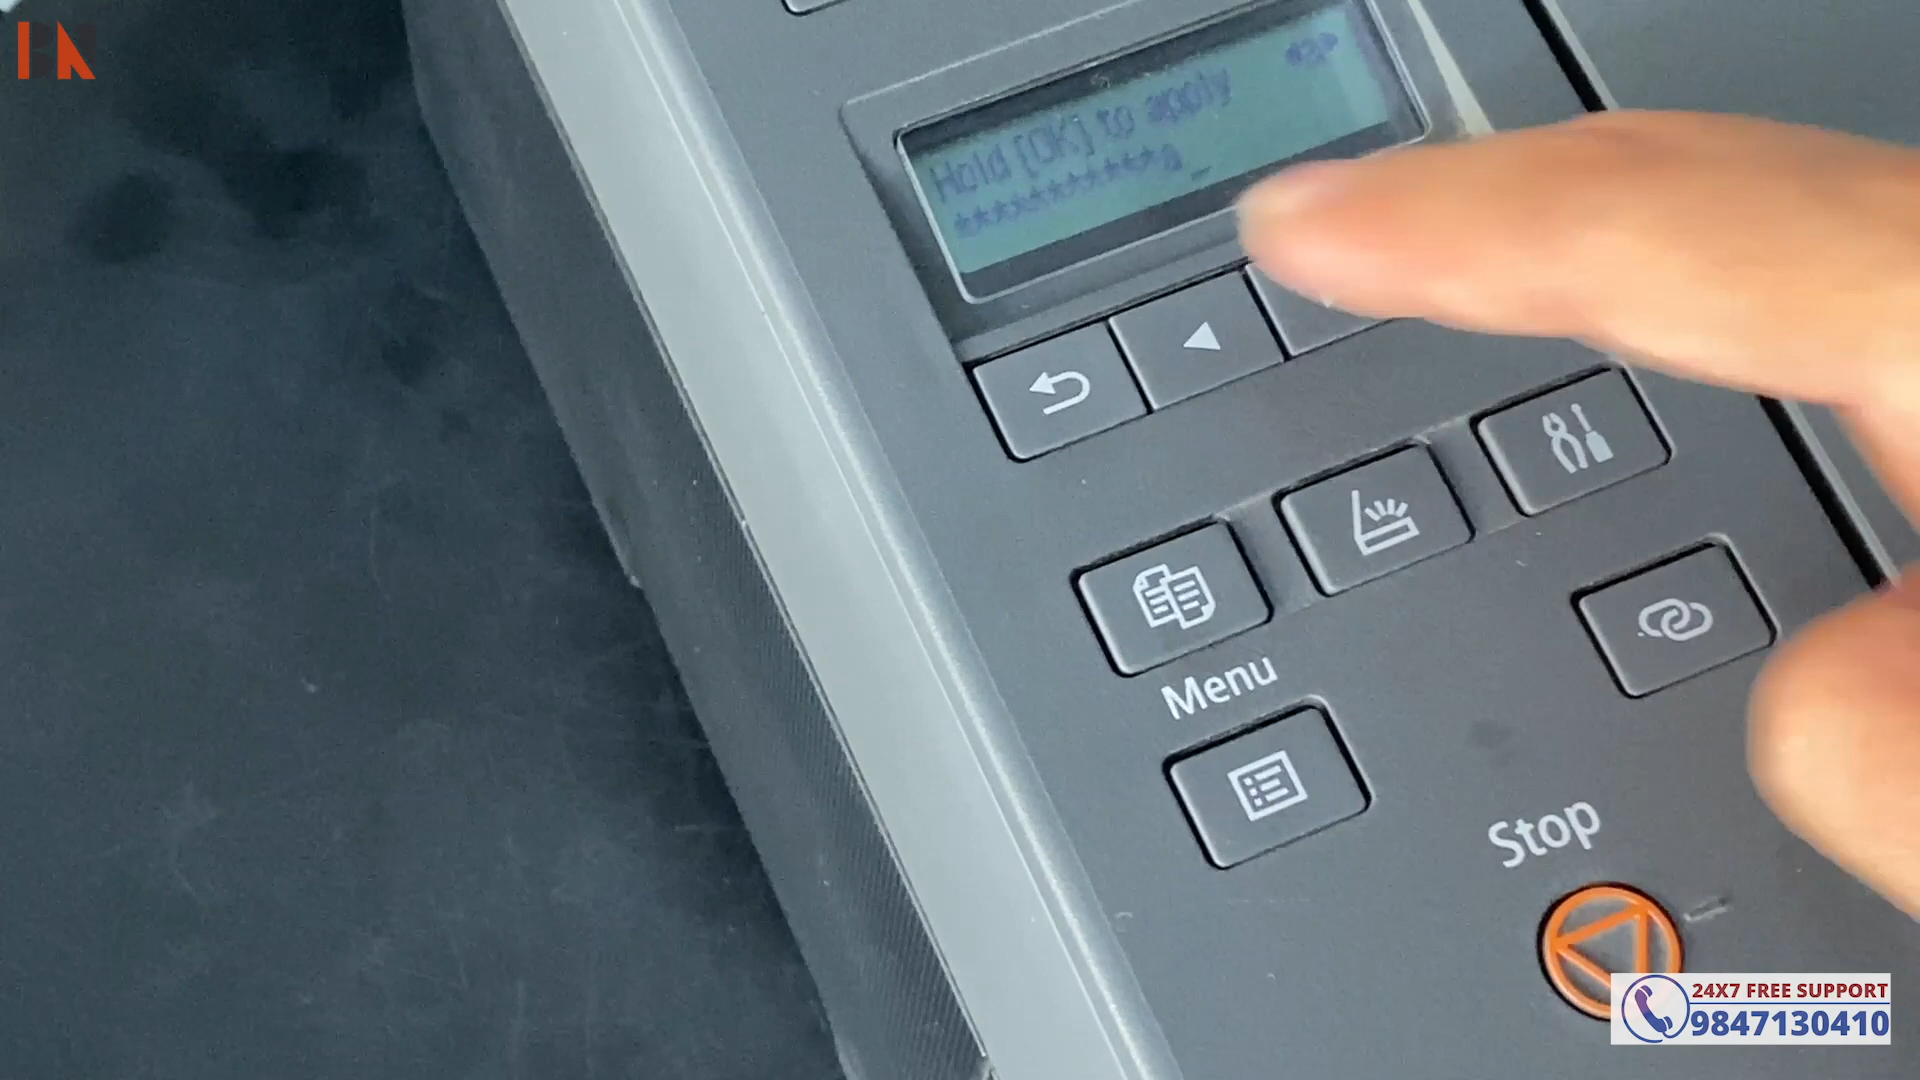 Hold [OK] to apply
Menu
Stop
24X7 FREE SUPPORT
9847130410